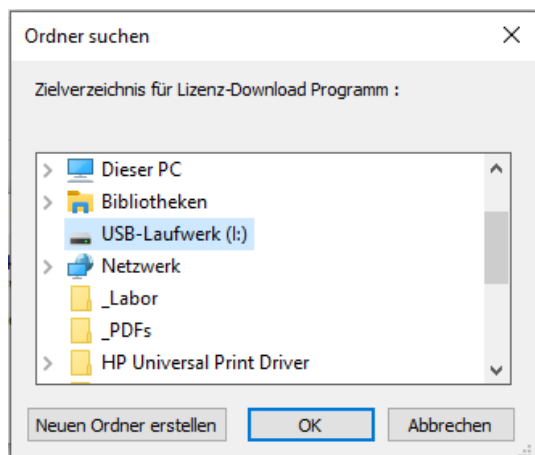 Ordner suchen
Zielverzeichnis für Lizenz-Download Programm :
Dieser PC
Bibliotheken
USB-Laufwerk (I:)
Netzwerk
_Labor
_PDFs
HP Universal Print Driver
Neuen Ordner erstellen OK Abbrechen